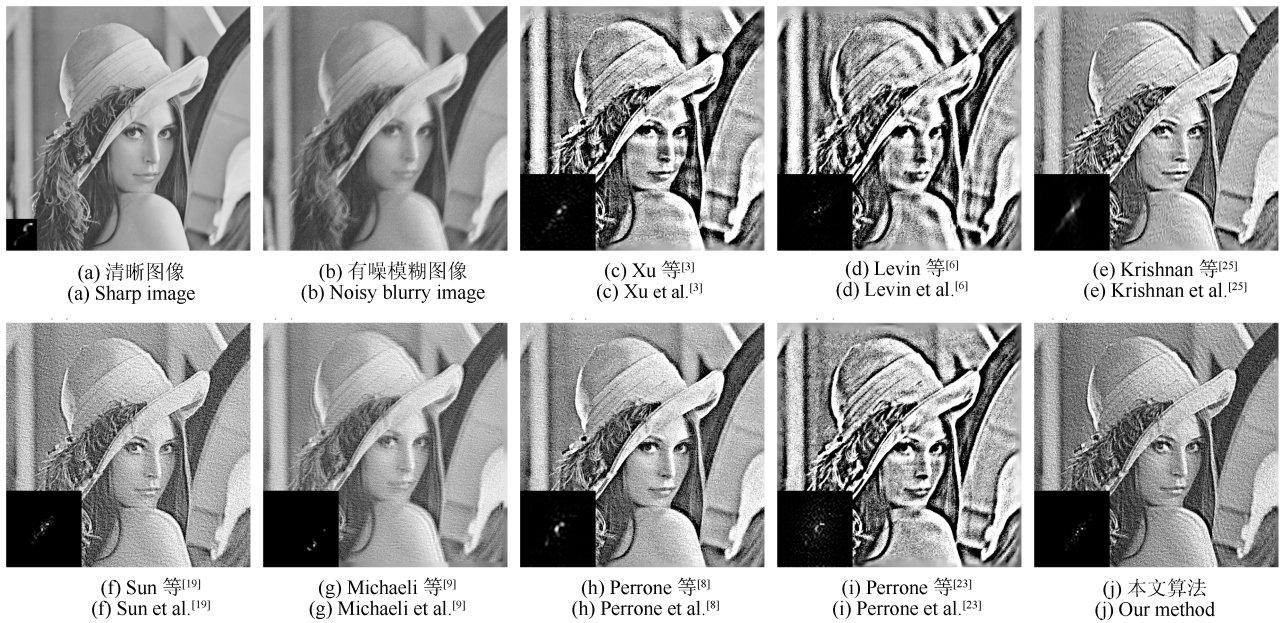 (a) 清晰图像
(a) Sharp image
(b) 有噪模糊图像
(b) Noisy blurry image
(c) Xu 等[3]
(c) Xu et al.[3]
(d) Levin 等[6]
(d) Levin et al.[6]
(e) Krishnan 等[25]
(e) Krishnan et al.[25]
(f) Sun 等[19]
(f) Sun et al.[19]
(g) Michaeli 等[9]
(g) Michaeli et al.[9]
(h) Perrone 等[8]
(h) Perrone et al.[8]
(i) Perrone 等[23]
(i) Perrone et al.[23]
(j) 本文算法
(j) Our method